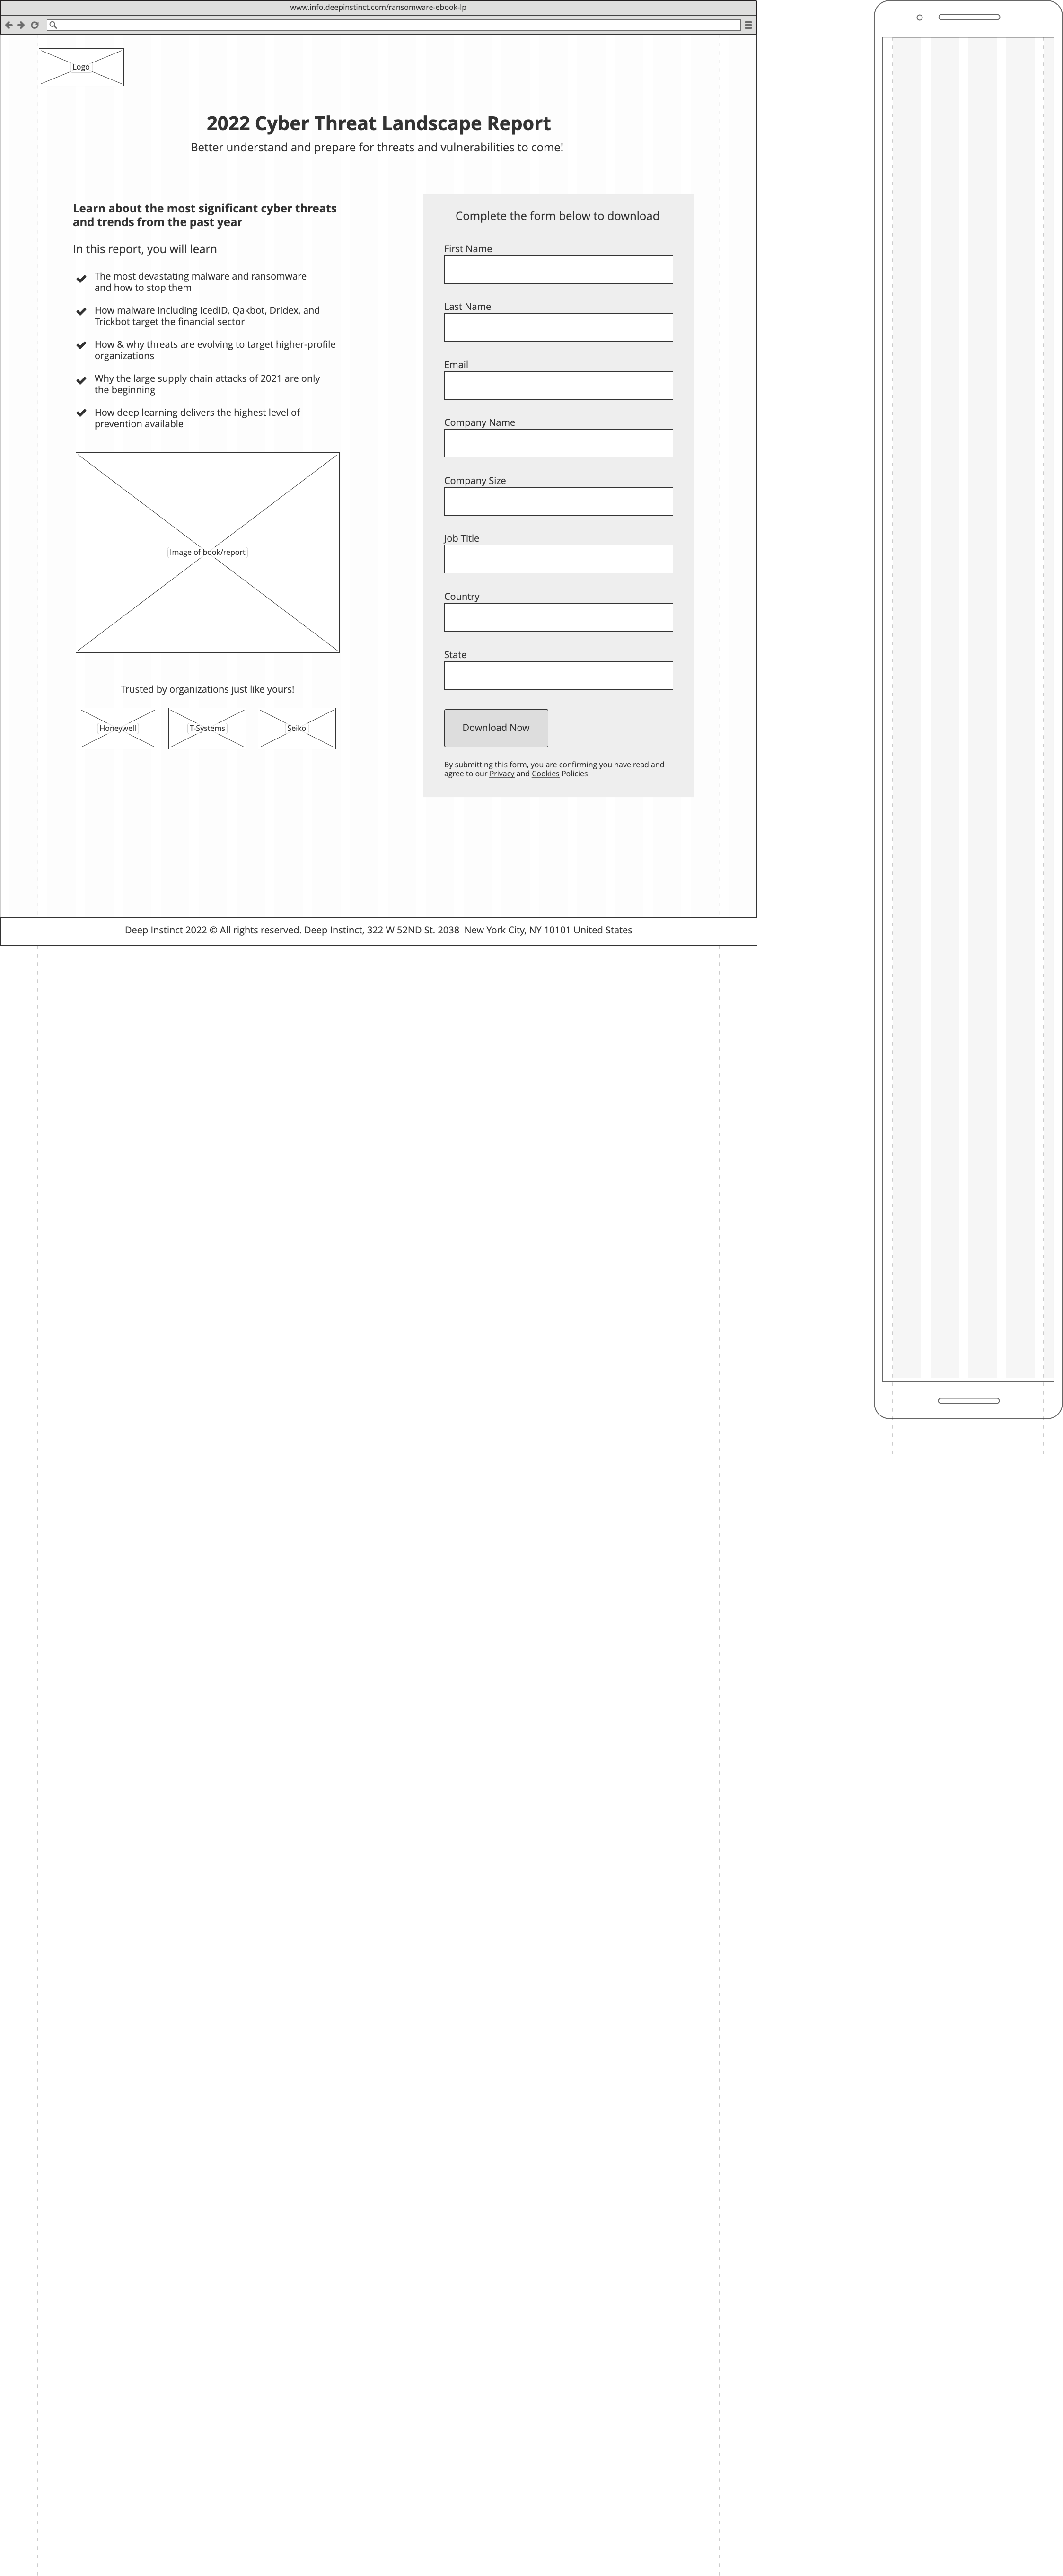 www.info.deepinstinct.com/ransomware-ebook-lp
Logo
2022 Cyber Threat Landscape Report
Better understand and prepare for threats and vulnerabilities to come!
Learn about the most significant cyber threats
and trends from the past year
In this report, you will learn
The most devastating malware and ransomware
and how to stop them
How malware including IcedID, Qakbot, Dridex, and
Trickbot target the financial sector
How & why threats are evolving to target higher-profile
organizations
Why the large supply chain attacks of 2021 are only
the beginning
How deep learning delivers the highest level of
prevention available
Image of book/report
Trusted by organizations just like yours!
Honeywell
T-Systems
Seiko
Complete the form below to download
First Name
Last Name
Email
Company Name
Company Size
Job Title
Country
State
Download Now
By submitting this form, you are confirming you have read and
agree to our Privacy and Cookies Policies
Deep Instinct 2022 © All rights reserved. Deep Instinct, 322 W 52ND St. 2038  New York City, NY 10101 United States